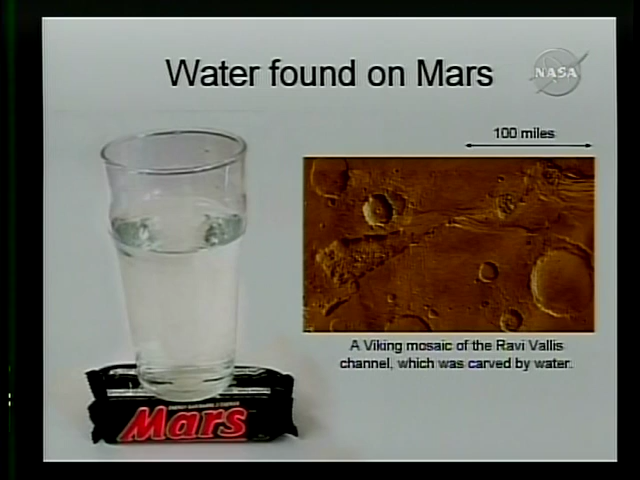 Water found on Mars
NASA
100 miles
A Viking mosaic of the Ravi Vallis
channel, which was carved by water.
Mars